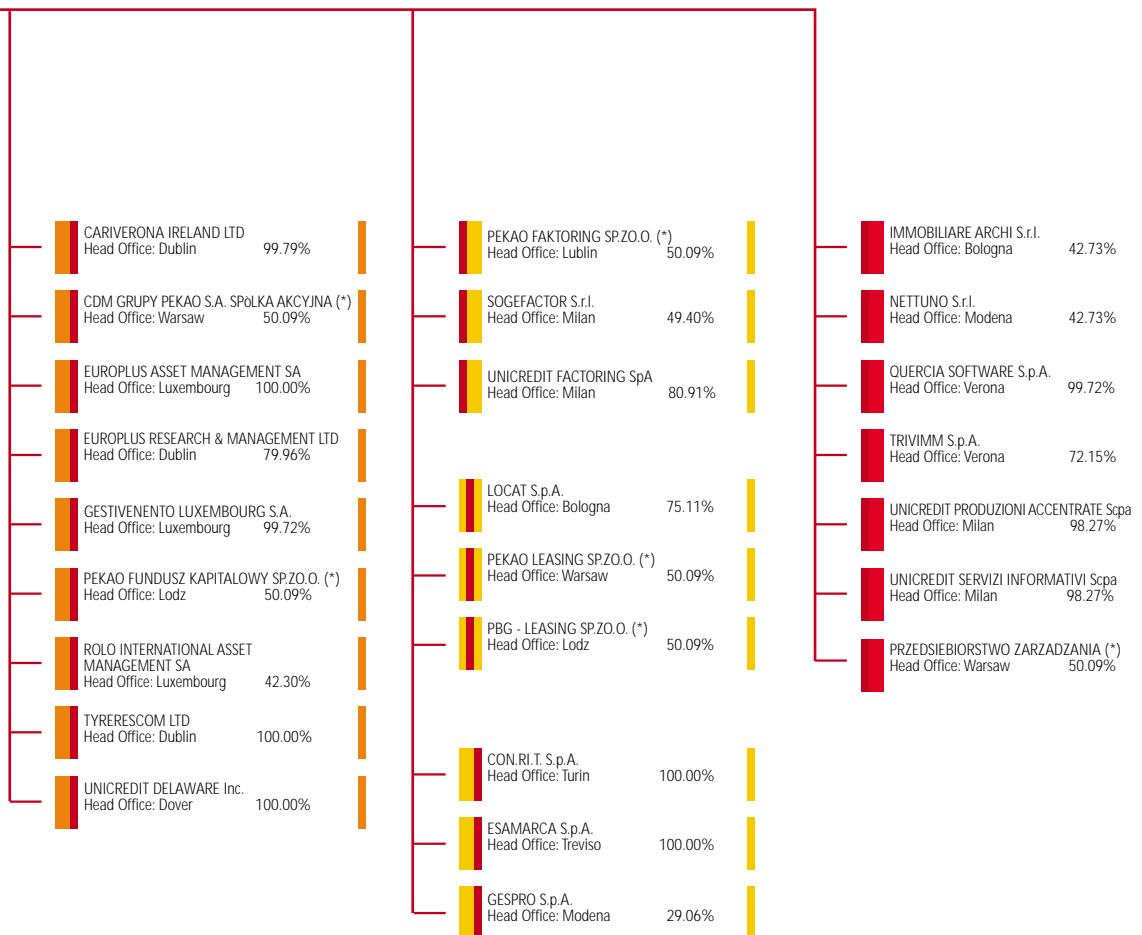 CARIVERONA IRELAND LTD
Head Office: Dublin 99.79%
CDM GRUPY PEKAO S.A. SPòLKA AKCYJNA (*)
Head Office: Warsaw 50.09%
EUROPLUS ASSET MANAGEMENT SA
Head Office: Luxembourg 100.00%
EUROPLUS RESEARCH & MANAGEMENT LTD
Head Office: Dublin 79.96%
GESTIVENENTO LUXEMBOURG S.A.
Head Office: Luxembourg 99.72%
PEKAO FUNDUSZ KAPITALOWY SP.ZO.O. (*)
Head Office: Lodz 50.09%
ROLO INTERNATIONAL ASSET
MANAGEMENT SA
Head Office: Luxembourg 42.30%
TYRERESCOM LTD
Head Office: Dublin 100.00%
UNICREDIT DELAWARE Inc.
Head Office: Dover 100.00%
PEKAO FAKTORING SP.ZO.O. (*)
Head Office: Lublin 50.09%
SOGEFACTOR S.r.l.
Head Office: Milan 49.40%
UNICREDIT FACTORING SpA
Head Office: Milan 80.91%
LOCAT S.p.A.
Head Office: Bologna 75.11%
PEKAO LEASING SP.ZO.O. (*)
Head Office: Warsaw 50.09%
PBG - LEASING SP.ZO.O. (*)
Head Office: Lodz 50.09%
CON.RI.T. S.p.A.
Head Office: Turin 100.00%
ESAMARCA S.p.A.
Head Office: Treviso 100.00%
GESPRO S.p.A.
Head Office: Modena 29.06%
IMMOBILIARE ARCHI S.r.l.
Head Office: Bologna 42.73%
NETTUNO S.r.l.
Head Office: Modena 42.73%
QUERCIA SOFTWARE S.p.A.
Head Office: Verona 99.72%
TRIVIMM S.p.A.
Head Office: Verona 72.15%
UNICREDIT PRODUZIONI ACCENTRATE Scpa
Head Office: Milan 98.27%
UNICREDIT SERVIZI INFORMATIVI Scpa
Head Office: Milan 98.27%
PRZEDSIEBIORSTWO ZARZADZANIA (*)
Head Office: Warsaw 50.09%